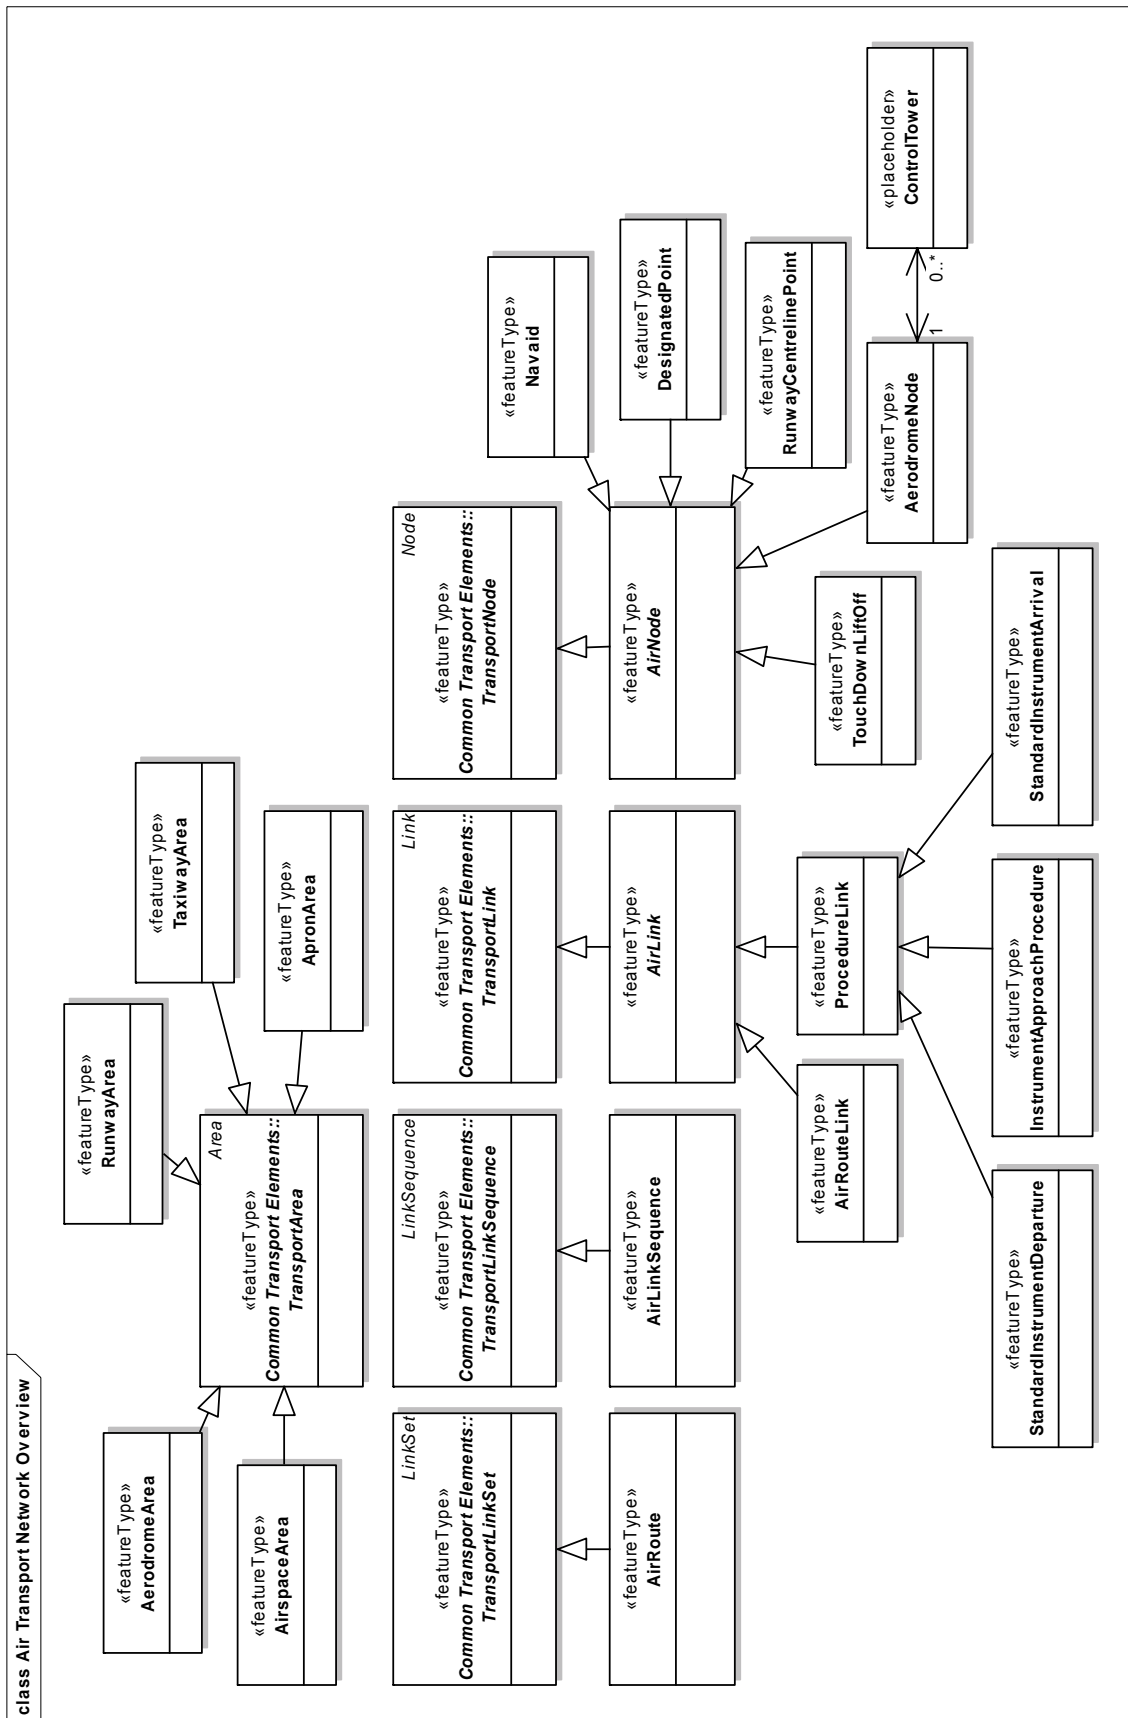 class Air Transport Network Overview
«featureType»
AerodromeArea
«featureType»
AirspaceArea
«featureType»
RunwayArea
«featureType»
TaxiwayArea
«featureType»
ApronArea
Area
«featureType»
Common Transport Elements::
TransportArea
LinkSet
«featureType»
Common Transport Elements::
TransportLinkSet
LinkSequence
«featureType»
Common Transport Elements::
TransportLinkSequence
Link
«featureType»
Common Transport Elements::
TransportLink
Node
«featureType»
Common Transport Elements::
TransportNode
«featureType»
Navaid
«featureType»
AirRoute
«featureType»
AirLinkSequence
«featureType»
AirLink
«featureType»
AirNode
«featureType»
DesignatedPoint
«featureType»
RunwayCentrelinePoint
«featureType»
AirRouteLink
«featureType»
ProcedureLink
«featureType»
TouchDownLiftOff
«featureType»
AerodromeNode
1
0..*
«placeholder»
ControlTower
«featureType»
StandardInstrumentDeparture
«featureType»
InstrumentApproachProcedure
«featureType»
StandardInstrumentArrival